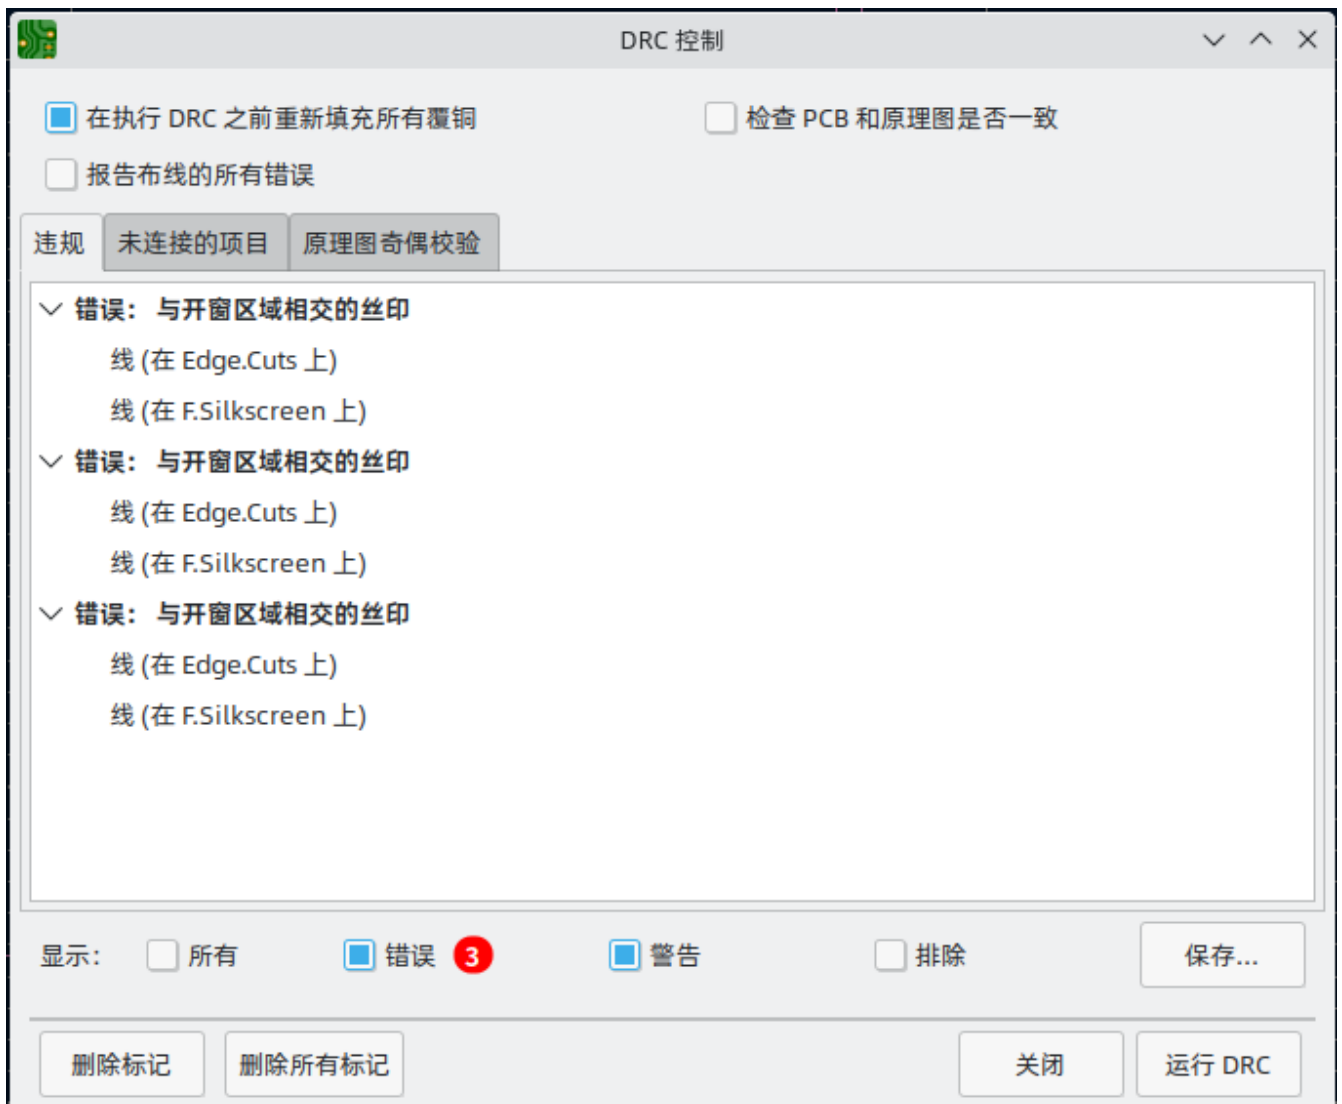 DRC 控制
在执行 DRC 之前重新填充所有覆铜 检查 PCB 和原理图是否一致
报告布线的所有错误
违规 未连接的项目 原理图奇偶校验
错误： 与开窗区域相交的丝印
线 (在 Edge.Cuts 上)
线 (在 F.Silkscreen 上)
错误： 与开窗区域相交的丝印
线 (在 Edge.Cuts 上)
线 (在 F.Silkscreen 上)
错误： 与开窗区域相交的丝印
线 (在 Edge.Cuts 上)
线 (在 F.Silkscreen 上)
显示： 所有 错误 3 警告 排除 保存...
删除标记 删除所有标记 关闭 运行 DRC